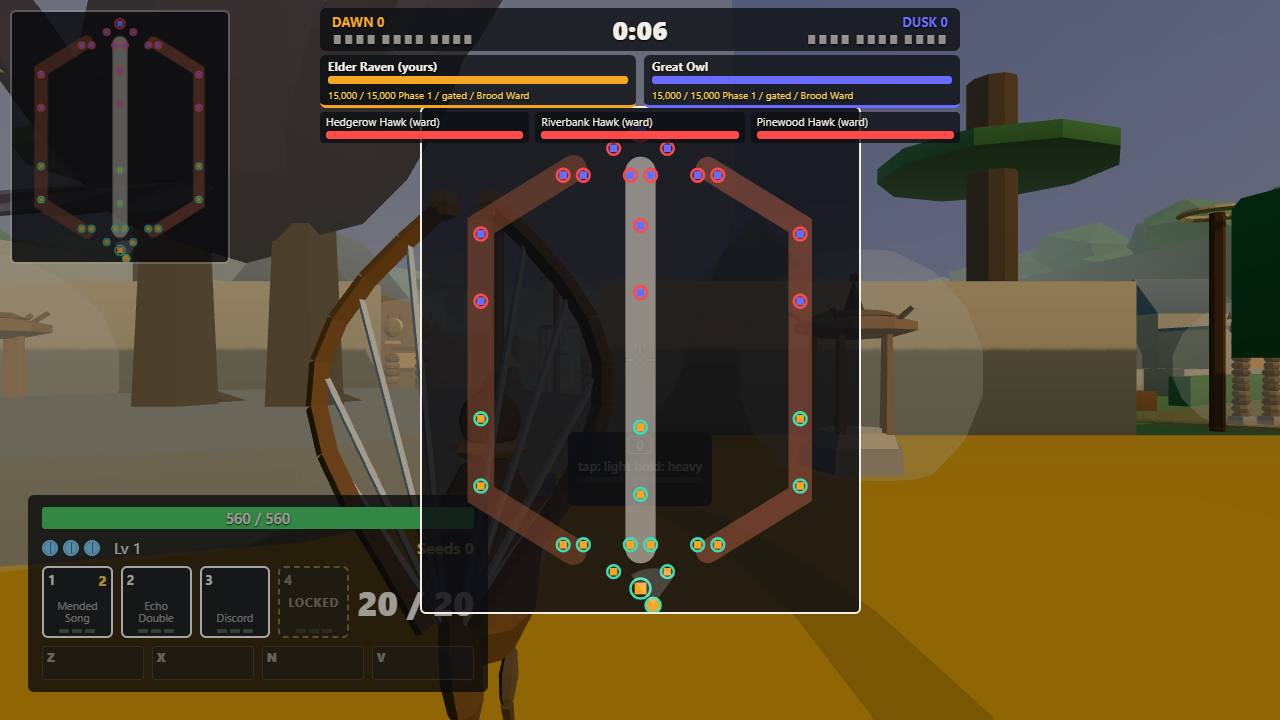 DAWN 0
0:06
DUSK 0
Elder Raven (yours)
15,000 / 15,000 Phase 1 / gated / Brood Ward
Great Owl
15,000 / 15,000 Phase 1 / gated / Brood Ward
Hedgerow Hawk (ward)
Riverbank Hawk (ward)
Pinewood Hawk (ward)
0
tap: light hold: heavy
560 / 560
Lv 1
Seeds 0
1
2
Mended
Song
2
Echo
Double
3
Discord
4
LOCKED
20 / 20
Z
X
N
V